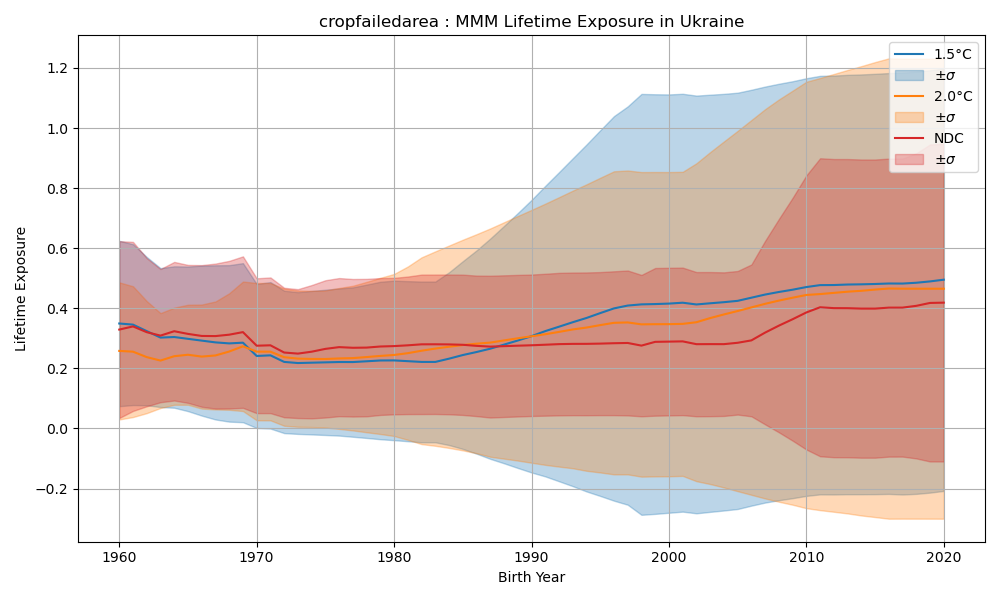 cropfailedarea : MMM Lifetime Exposure in Ukraine
Lifetime Exposure
1.2
1.0
0.8
0.6
0.4
0.2
0.0
−0.2
1960
1970
1980
1990
2000
2010
2020
Birth Year
1.5°C
±σ
2.0°C
±σ
NDC
±σ